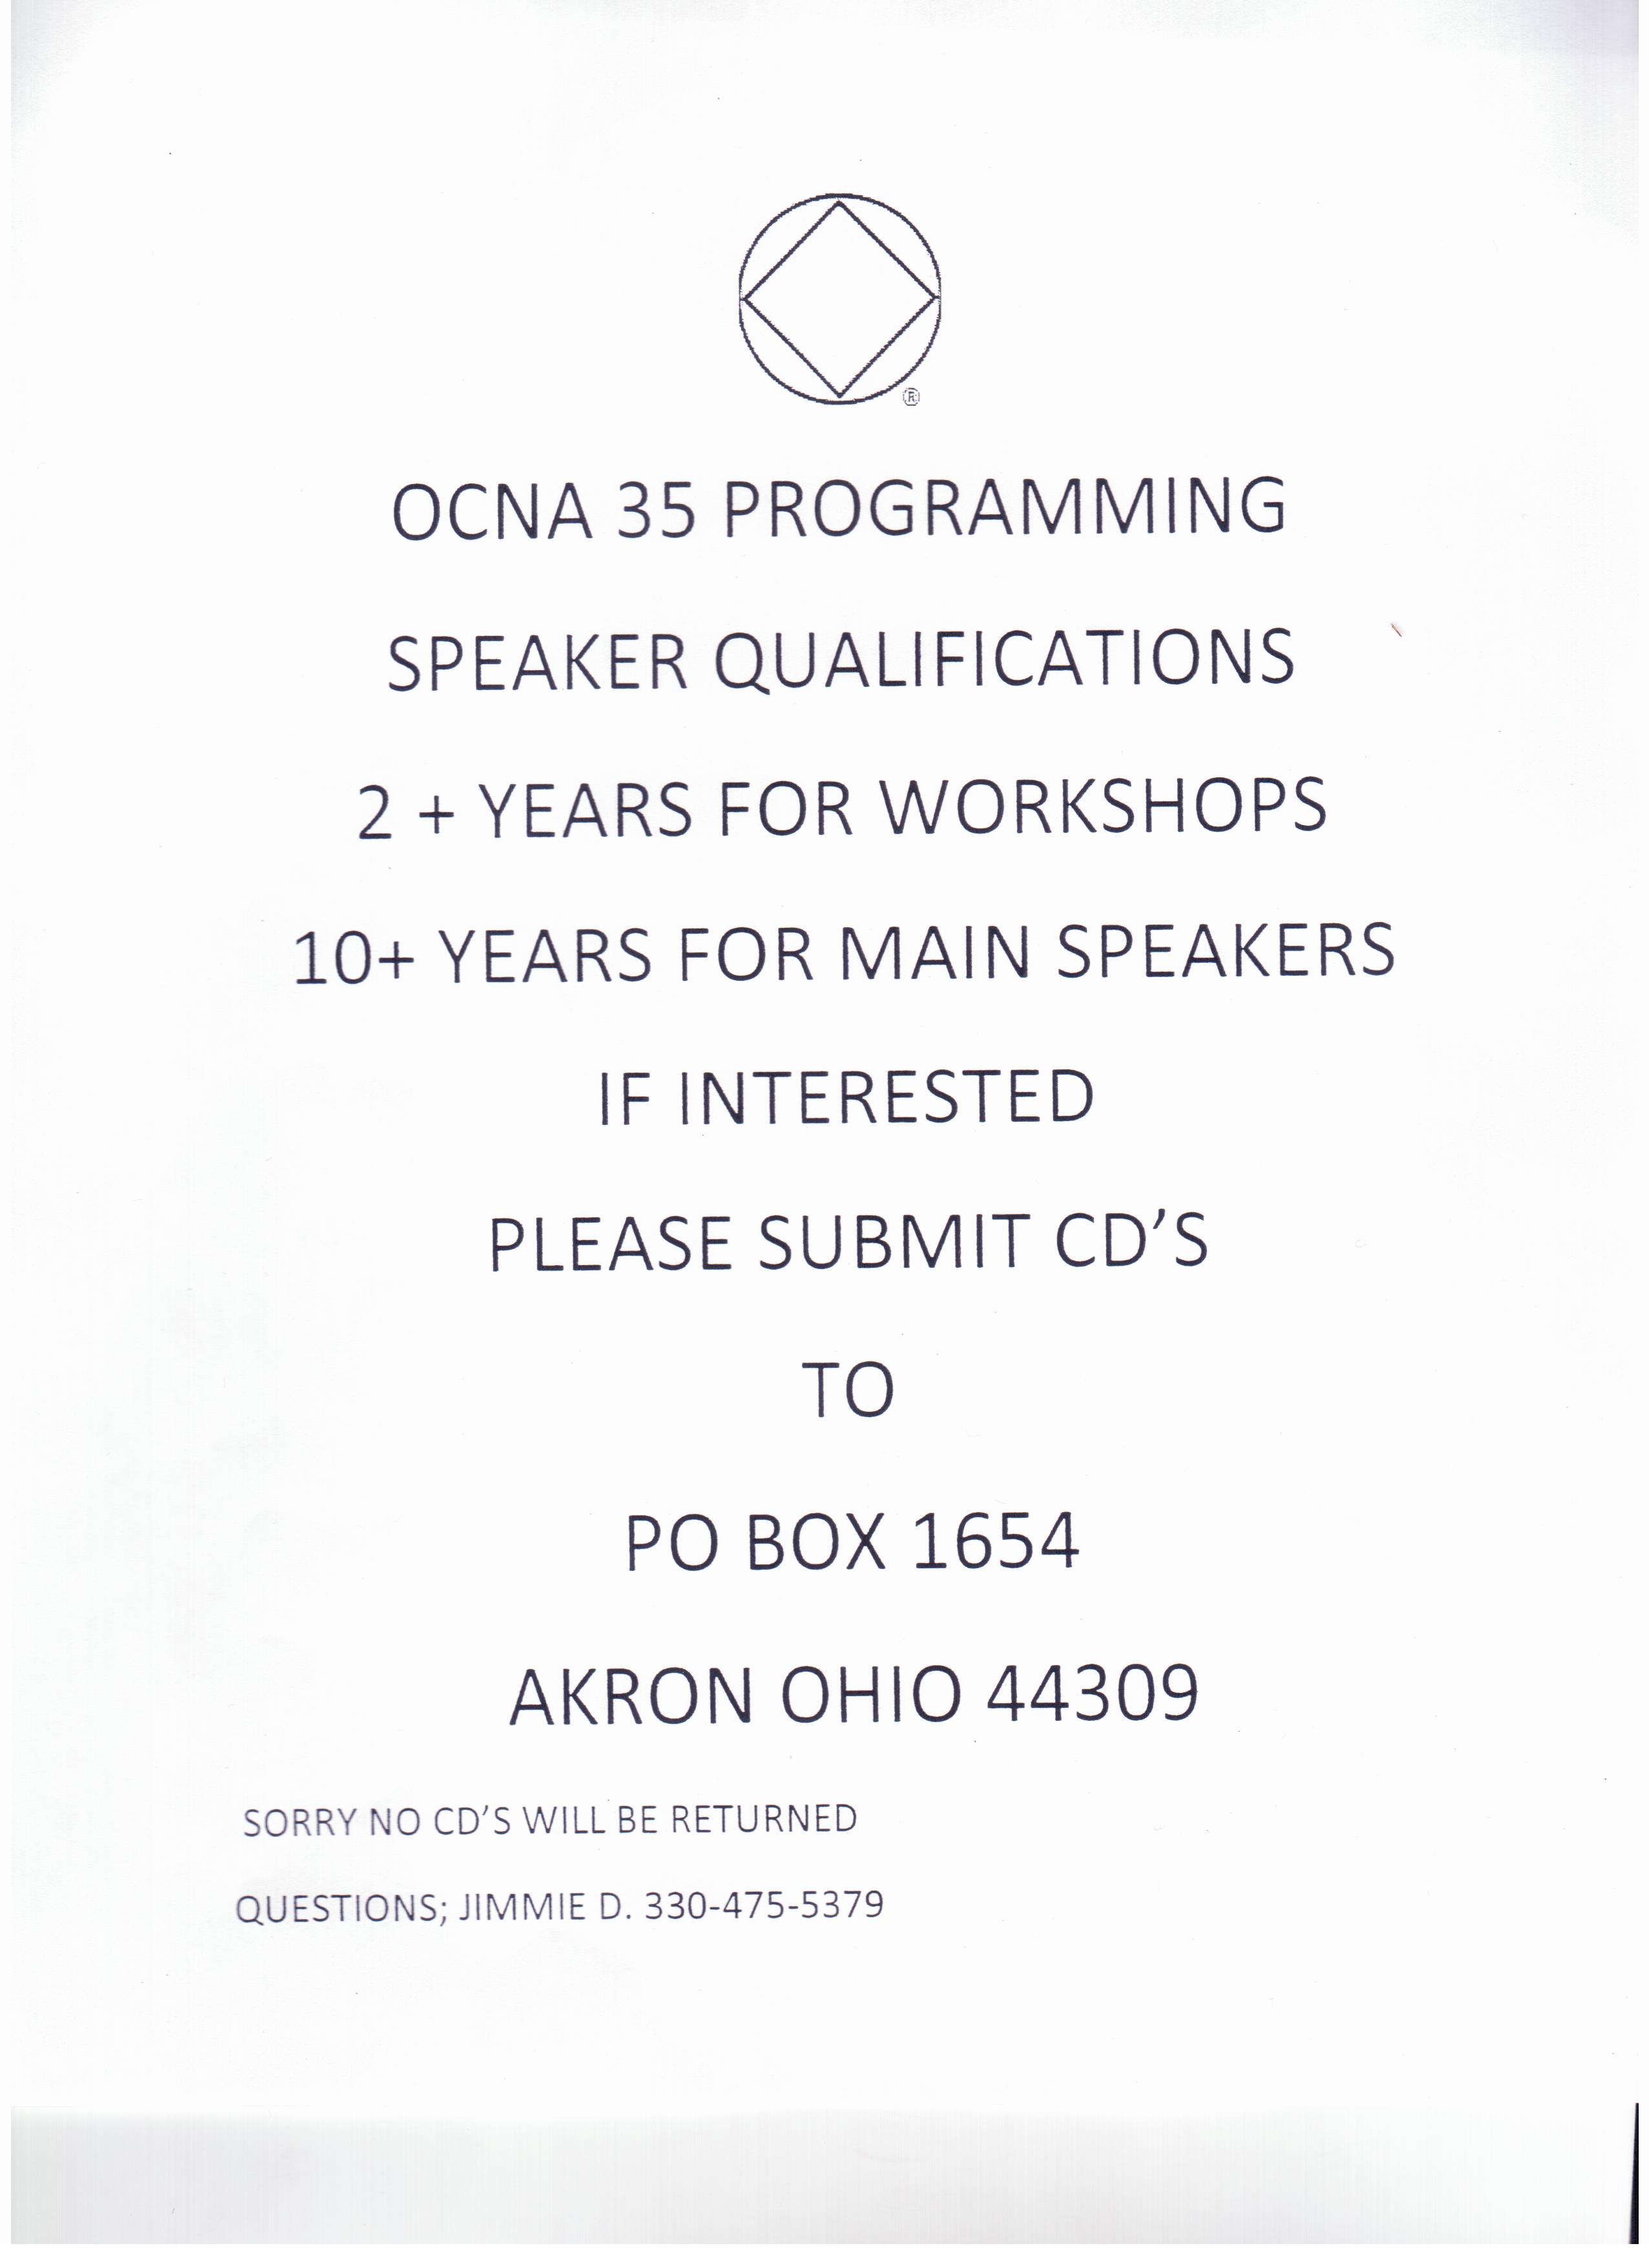 ®
OCNA 35 PROGRAMMING
SPEAKER QUALIFICATIONS
2 + YEARS FOR WORKSHOPS
10+ YEARS FOR MAIN SPEAKERS
IF INTERESTED
PLEASE SUBMIT CD’S
TO
PO BOX 1654
AKRON OHIO 44309
SORRY NO CD’S WILL BE RETURNED
QUESTIONS; JIMMIE D. 330-475-5379